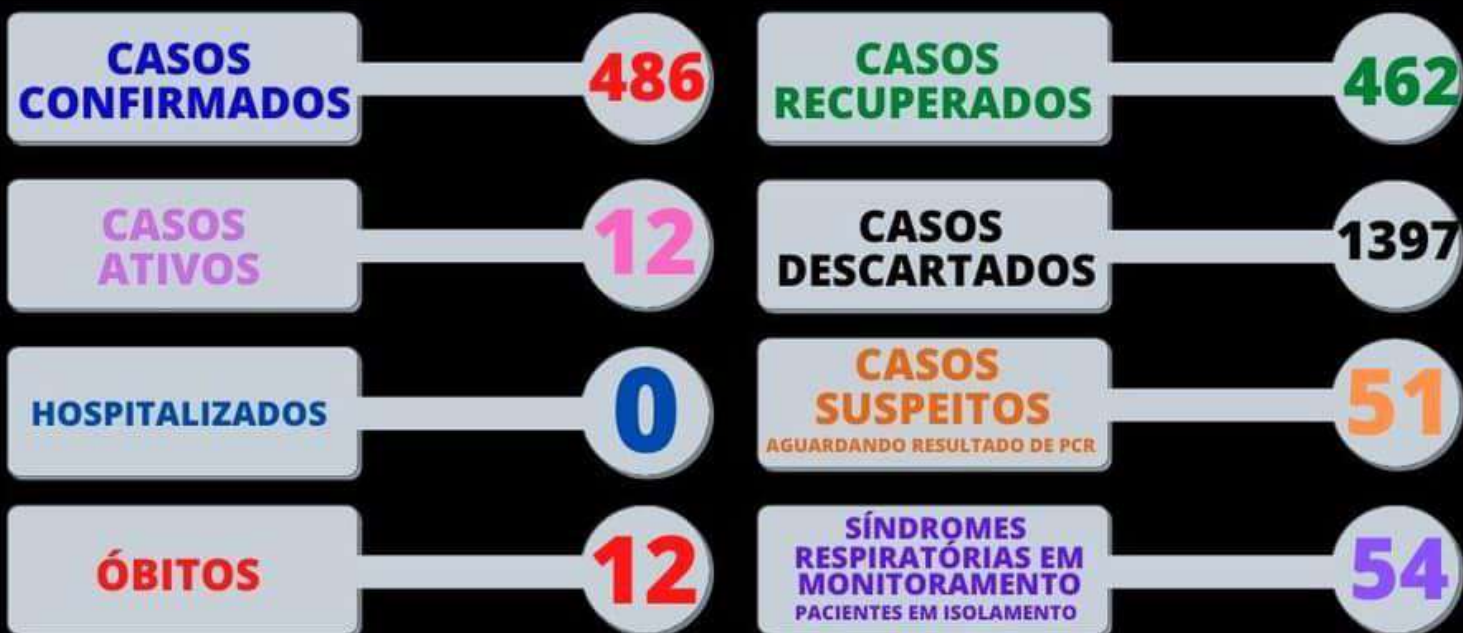 CASOS
CONFIRMADOS
486
CASOS
RECUPERADOS
462
CASOS
ATIVOS
12
CASOS
DESCARTADOS
1397
HOSPITALIZADOS
0
CASOS
SUSPEITOS
AGUARDANDO RESULTADO DE PCR
51
ÓBITOS
12
SÍNDROMES
RESPIRATÓRIAS EM
MONITORAMENTO
PACIENTES EM ISOLAMENTO
54